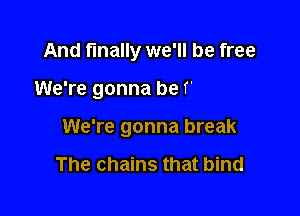 And finally we'll be free
We're gonna be
We're gonna break
The chains that bind